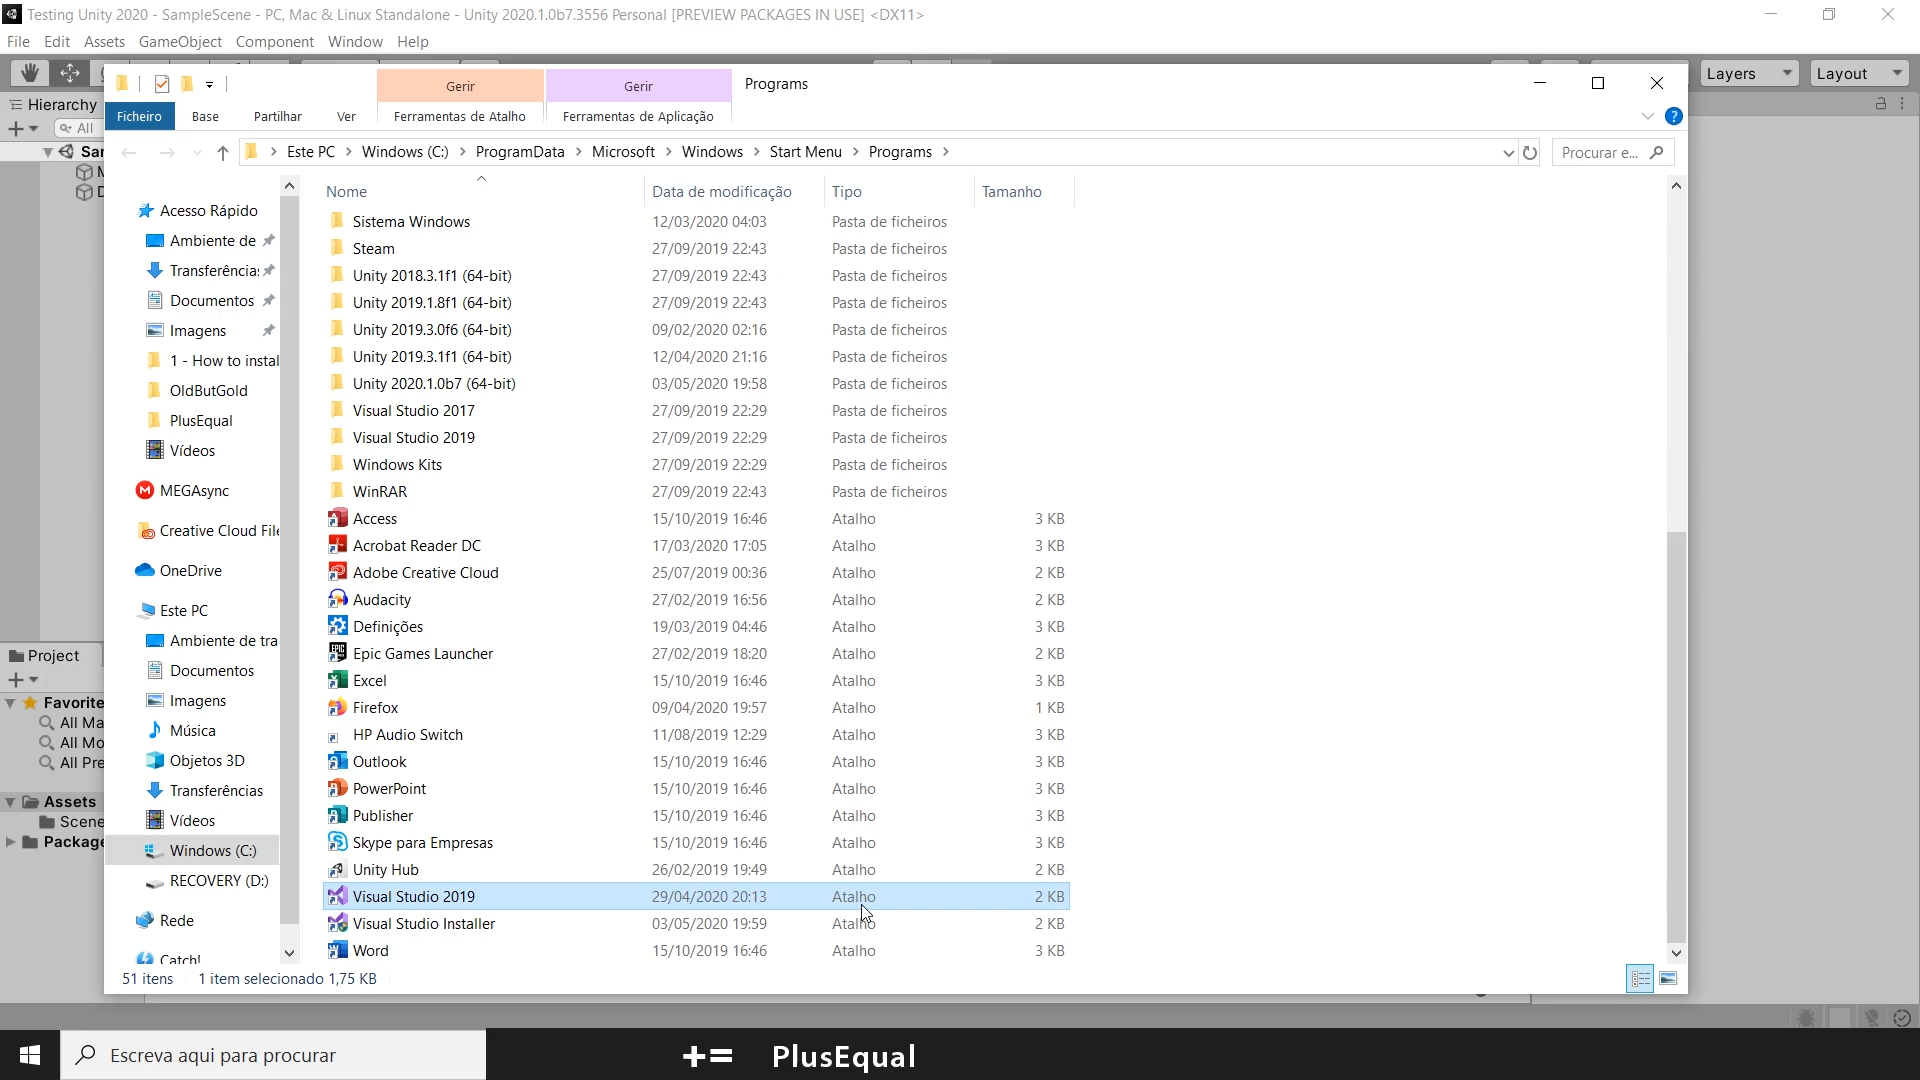 Testing Unity 2020 - SampleScene - PC, Mac & Linux Standalone - Unity 2020.1.0b7.3556 Personal [PREVIEW PACKAGES IN USE] <DX11>
File Edit Assets GameObject Component Window Help
Layers Layout
Gerir Gerir Programs
Hierarchy
Ficheiro Base Partilhar Ver Ferramentas de Atalho Ferramentas de Aplicação
All
Sar
Este PC Windows (C:) ProgramData Microsoft Windows Start Menu Programs
Procurar e...
Acesso Rápido
Ambiente de
Transferência
Documentos
Imagens
1 - How to instal
OldButGold
PlusEqual
Vídeos
MEGAsync
Creative Cloud File
OneDrive
Este PC
Ambiente de tra
Documentos
Imagens
Música
Objetos 3D
Transferências
Vídeos
Windows (C:)
RECOVERY (D:)
Rede
Catch!
Nome Data de modificação Tipo Tamanho
Sistema Windows 12/03/2020 04:03 Pasta de ficheiros
Steam 27/09/2019 22:43 Pasta de ficheiros
Unity 2018.3.1f1 (64-bit) 27/09/2019 22:43 Pasta de ficheiros
Unity 2019.1.8f1 (64-bit) 27/09/2019 22:43 Pasta de ficheiros
Unity 2019.3.0f6 (64-bit) 09/02/2020 02:16 Pasta de ficheiros
Unity 2019.3.1f1 (64-bit) 12/04/2020 21:16 Pasta de ficheiros
Unity 2020.1.0b7 (64-bit) 03/05/2020 19:58 Pasta de ficheiros
Visual Studio 2017 27/09/2019 22:29 Pasta de ficheiros
Visual Studio 2019 27/09/2019 22:29 Pasta de ficheiros
Windows Kits 27/09/2019 22:29 Pasta de ficheiros
WinRAR 27/09/2019 22:43 Pasta de ficheiros
Access 15/10/2019 16:46 Atalho 3 KB
Acrobat Reader DC 17/03/2020 17:05 Atalho 3 KB
Adobe Creative Cloud 25/07/2019 00:36 Atalho 2 KB
Audacity 27/02/2019 16:56 Atalho 2 KB
Definições 19/03/2019 04:46 Atalho 3 KB
Epic Games Launcher 27/02/2019 18:20 Atalho 2 KB
Excel 15/10/2019 16:46 Atalho 3 KB
Firefox 09/04/2020 19:57 Atalho 1 KB
HP Audio Switch 11/08/2019 12:29 Atalho 3 KB
Outlook 15/10/2019 16:46 Atalho 3 KB
PowerPoint 15/10/2019 16:46 Atalho 3 KB
Publisher 15/10/2019 16:46 Atalho 3 KB
Skype para Empresas 15/10/2019 16:46 Atalho 3 KB
Unity Hub 26/02/2019 19:49 Atalho 2 KB
Visual Studio 2019 29/04/2020 20:13 Atalho 2 KB
Visual Studio Installer 03/05/2020 19:59 Atalho 2 KB
Word 15/10/2019 16:46 Atalho 3 KB
51 itens 1 item selecionado 1,75 KB
Project
Favorite
All Ma
All Mo
All Pre
Assets
Scene
Package
Escreva aqui para procurar
+= PlusEqual